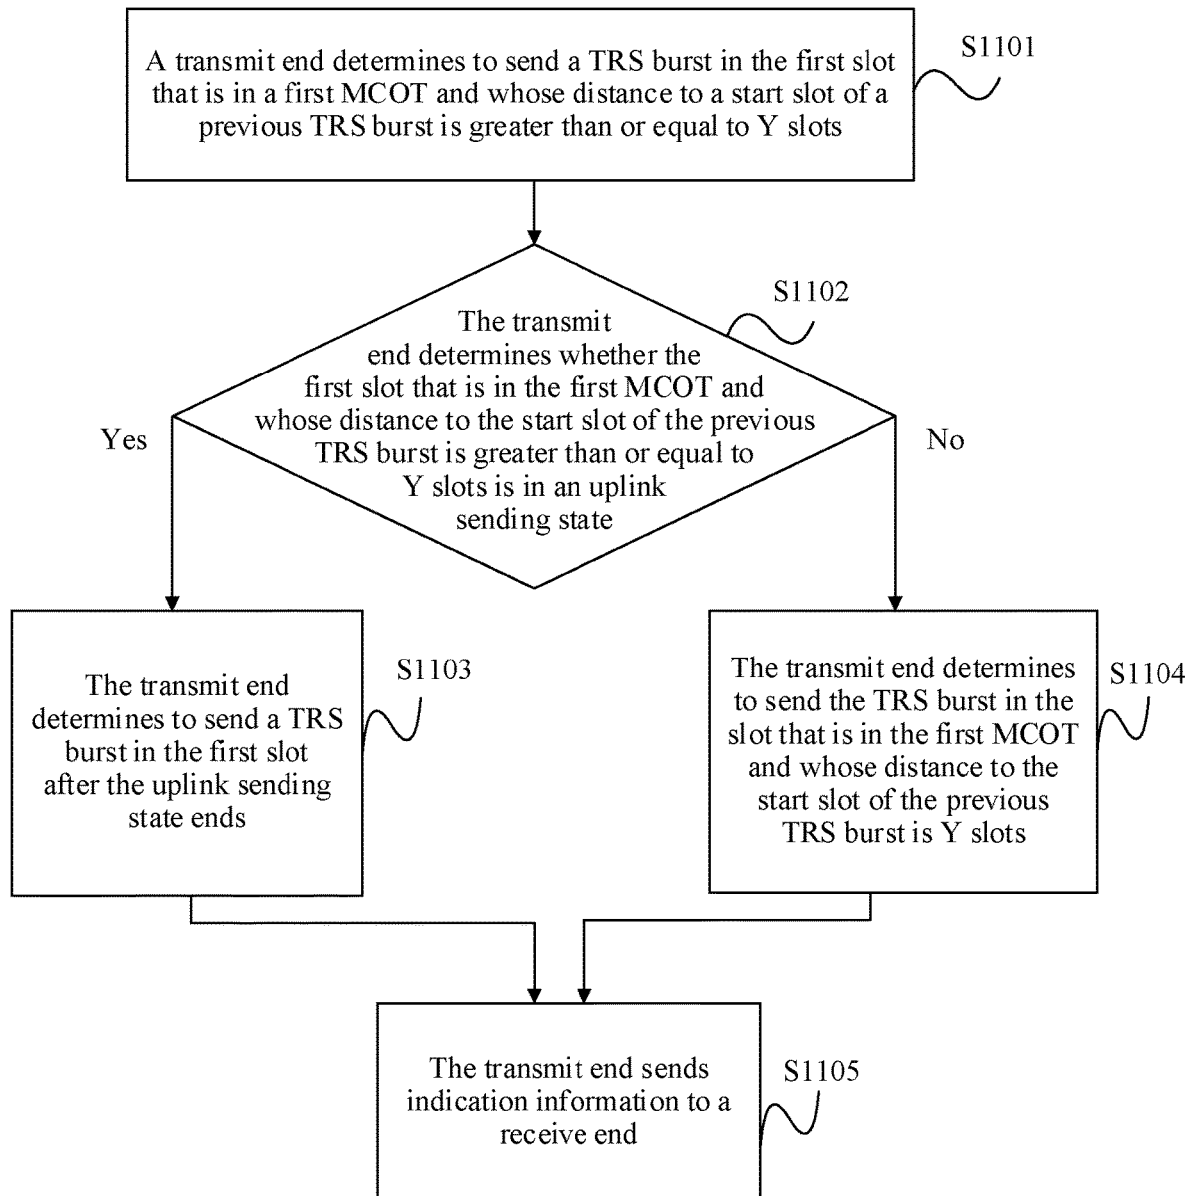 A transmit end determines to send a TRS burst in the first slot
that is in a first MCOT and whose distance to a start slot of a
previous TRS burst is greater than or equal to Y slots
S1101
S1102
The transmit
end determines whether the
first slot that is in the first MCOT and
whose distance to the start slot of the previous
TRS burst is greater than or equal to
Y slots is in an uplink
sending state
Yes
No
The transmit end
determines to send a TRS
burst in the first slot
after the uplink sending
state ends
S1103
The transmit end determines
to send the TRS burst in the
slot that is in the first MCOT
and whose distance to the
start slot of the previous
TRS burst is Y slots
S1104
The transmit end sends
indication information to a
receive end
S1105